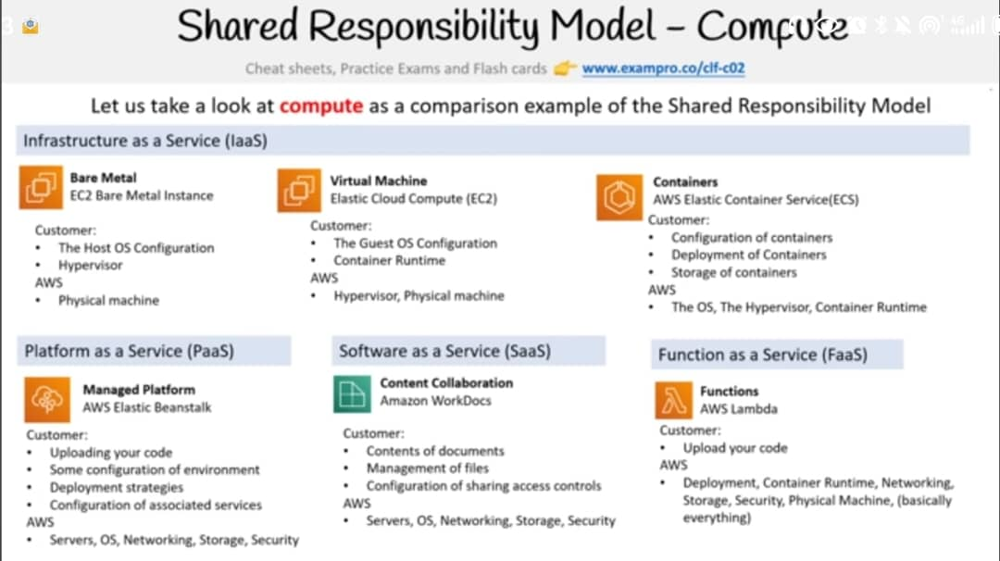 3
Shared Responsibility Model – Compute
Cheat sheets, Practice Exams and Flash cards 👉 www.exampro.co/clf-c02
Let us take a look at compute as a comparison example of the Shared Responsibility Model
Infrastructure as a Service (IaaS)
Bare Metal
EC2 Bare Metal Instance
Customer:
• The Host OS Configuration
• Hypervisor
AWS
• Physical machine
Virtual Machine
Elastic Cloud Compute (EC2)
Customer:
• The Guest OS Configuration
• Container Runtime
AWS
• Hypervisor, Physical machine
Containers
AWS Elastic Container Service(ECS)
Customer:
• Configuration of containers
• Deployment of Containers
• Storage of containers
AWS
• The OS, The Hypervisor, Container Runtime
Platform as a Service (PaaS)
Managed Platform
AWS Elastic Beanstalk
Customer:
• Uploading your code
• Some configuration of environment
• Deployment strategies
• Configuration of associated services
AWS
• Servers, OS, Networking, Storage, Security
Software as a Service (SaaS)
Content Collaboration
Amazon WorkDocs
Customer:
• Contents of documents
• Management of files
• Configuration of sharing access controls
AWS
• Servers, OS, Networking, Storage, Security
Function as a Service (FaaS)
Functions
AWS Lambda
Customer:
• Upload your code
AWS
• Deployment, Container Runtime, Networking,
Storage, Security, Physical Machine, (basically
everything)